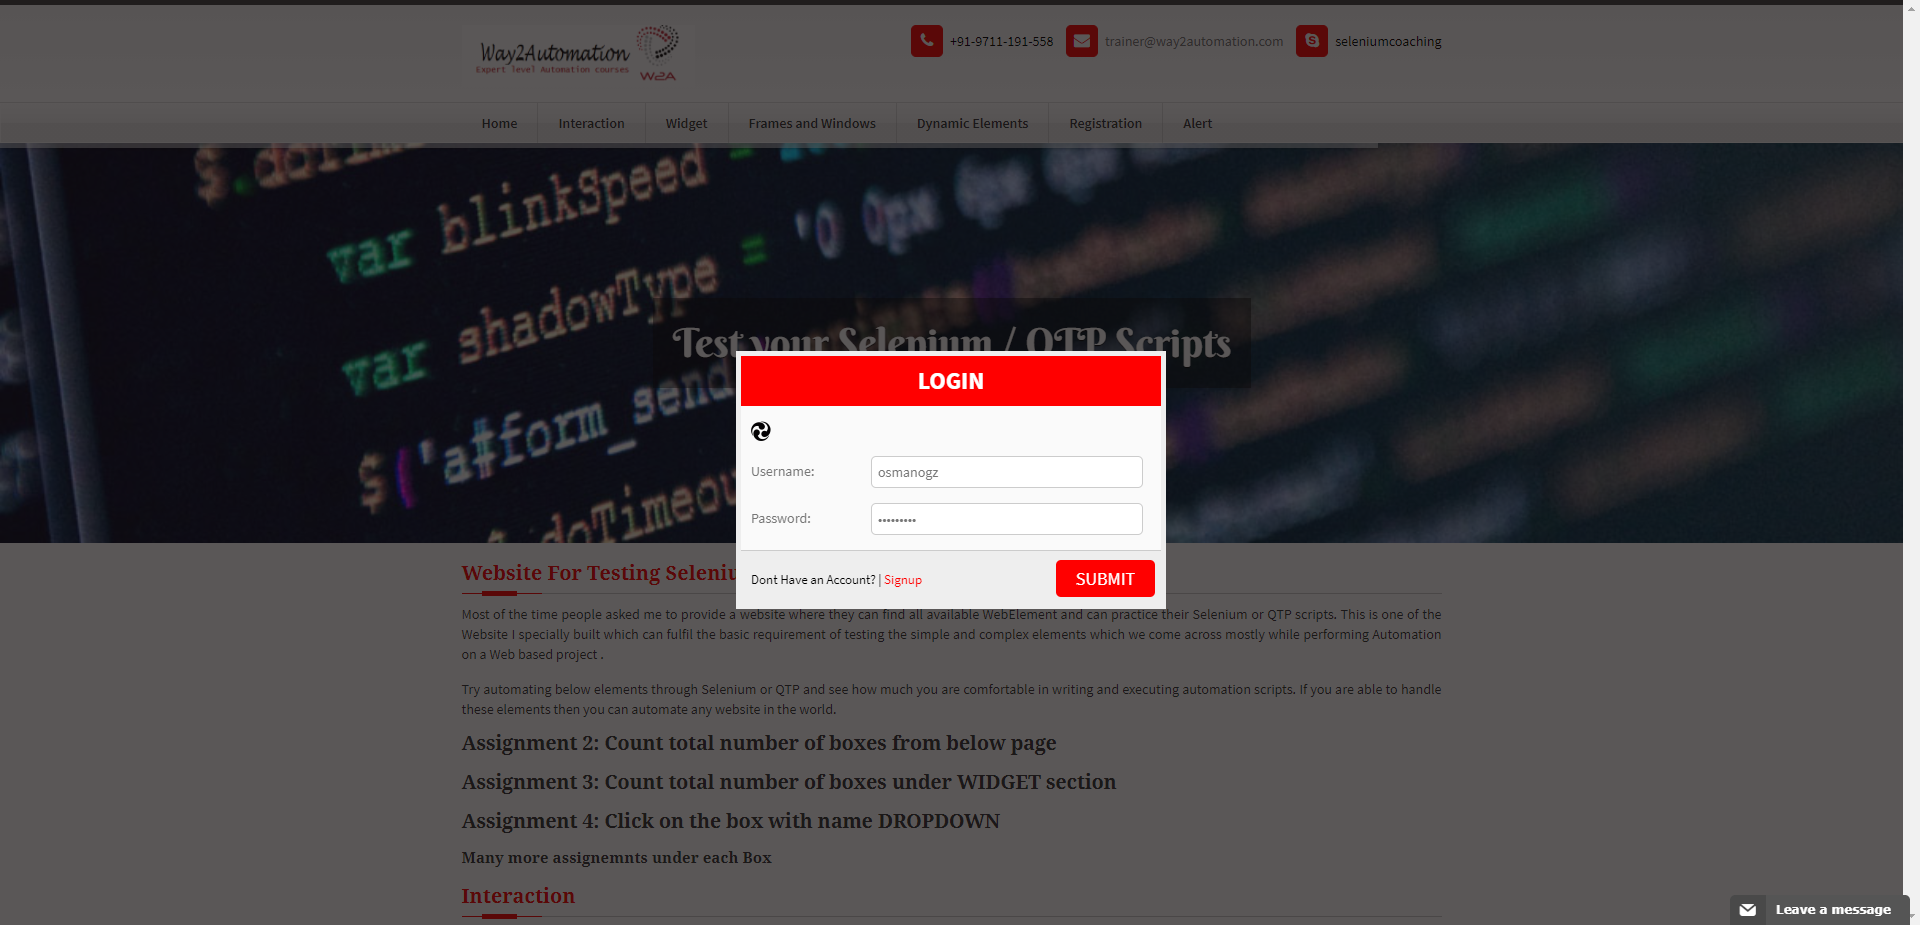 Way2Automation
Expert level Automation courses
W2A
+91-9711-191-558
trainer@way2automation.com
seleniumcoaching
Home
Interaction
Widget
Frames and Windows
Dynamic Elements
Registration
Alert
var blinkSpeed =
var shadowType = '0 0px 6px
var
$('a#form_send
Test your Selenium / QTP Scripts
LOGIN
Username:
osmanogz
Password:
•••••••••
Dont Have an Account? | Signup
SUBMIT
Website For Testing
Most of the time people asked me to provide a website where they can find all available WebElement and can practice their Selenium or QTP scripts. This is one of the
Website I specially built which can fulfil the basic requirement of testing the simple and complex elements which we come across mostly while performing Automation
on a Web based project .
Try automating below elements through Selenium or QTP and see how much you are comfortable in writing and executing automation scripts. If you are able to handle
these elements then you can automate any website in the world.
Assignment 2: Count total number of boxes from below page
Assignment 3: Count total number of boxes under WIDGET section
Assignment 4: Click on the box with name DROPDOWN
Many more assignemnts under each Box
Interaction
Leave a message